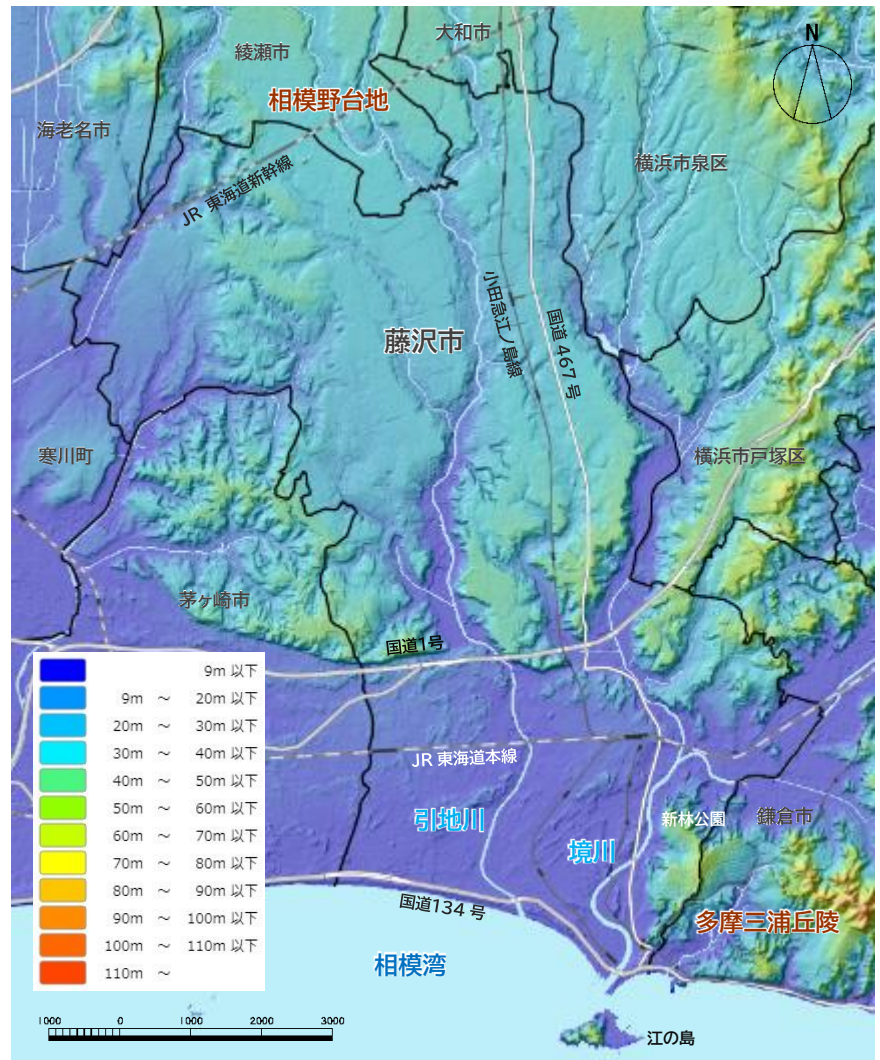 大和市
綾瀬市
N
相模野台地
海老名市
横浜市泉区
JR 東海道新幹線
小田急江ノ島線
国道 467 号
藤沢市
寒川町
横浜市戸塚区
茅ヶ崎市
国道1号
9m 以下
9m ～ 20m 以下
20m ～ 30m 以下
30m ～ 40m 以下
40m ～ 50m 以下
50m ～ 60m 以下
60m ～ 70m 以下
70m ～ 80m 以下
80m ～ 90m 以下
90m ～ 100m 以下
100m ～ 110m 以下
110m ～
JR 東海道本線
引地川
新林公園
鎌倉市
境川
国道134 号
多摩三浦丘陵
相模湾
1000 0 1000 2000 3000
江の島